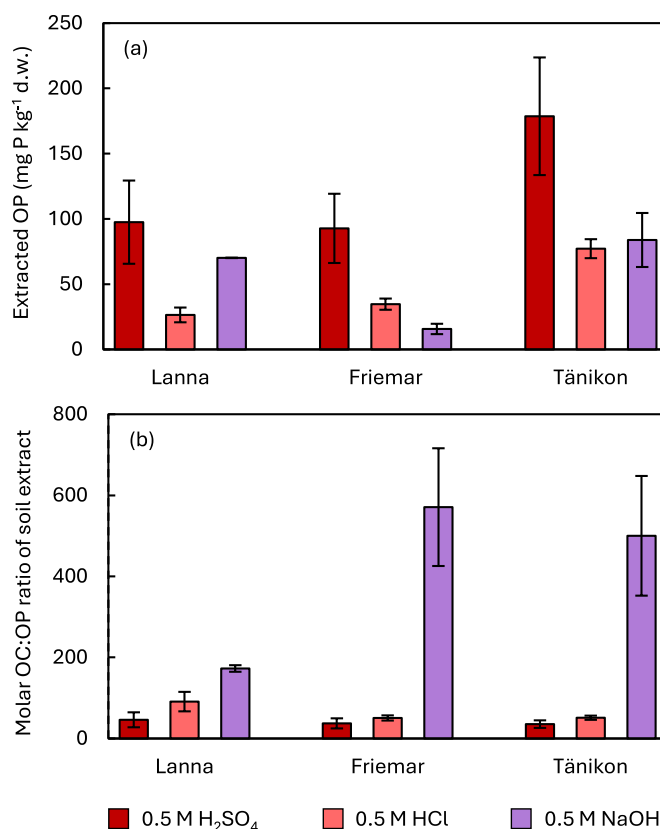 (a)
Extracted OP (mg P kg⁻¹ d.w.)
250
200
150
100
50
0
Lanna Friemar Tänikon
(b)
Molar OC:OP ratio of soil extract
800
600
400
200
0
Lanna Friemar Tänikon
0.5 M H₂SO₄ 0.5 M HCl 0.5 M NaOH